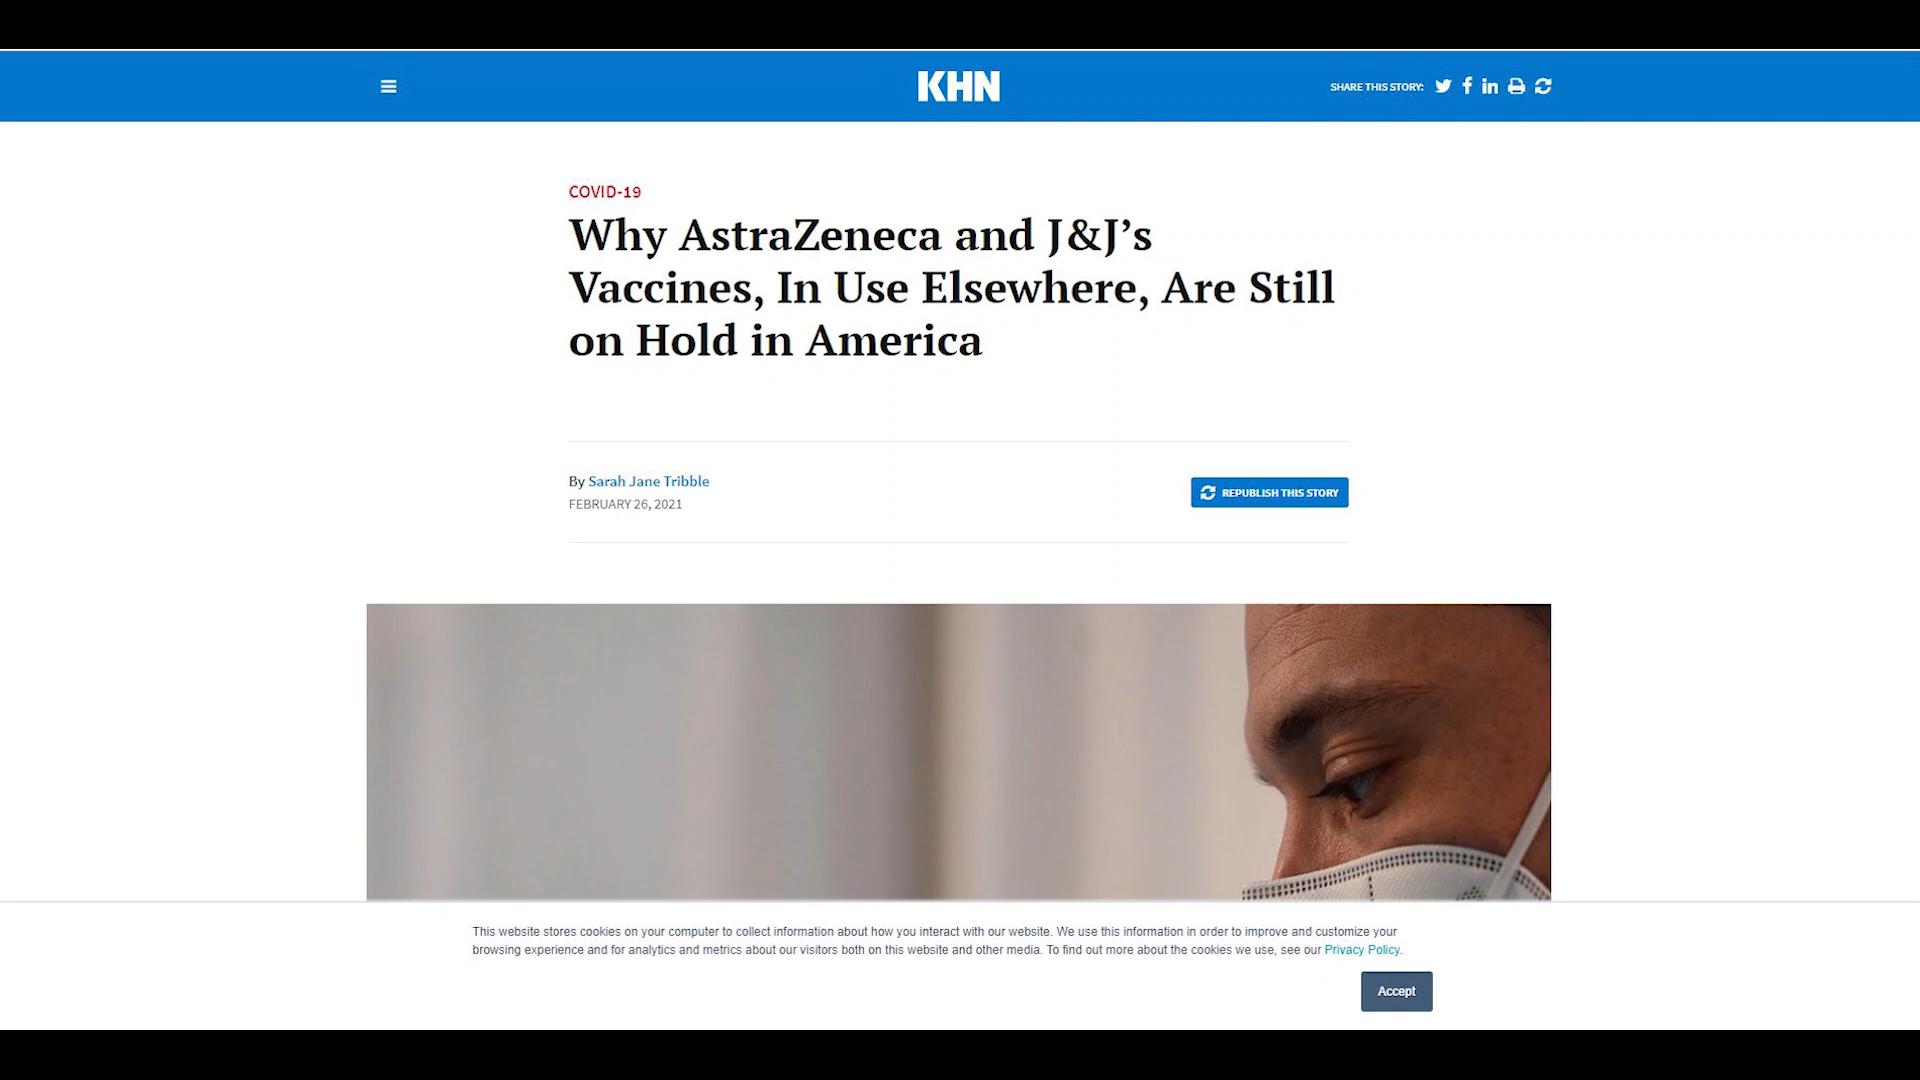 KHN
SHARE THIS STORY:
COVID-19
Why AstraZeneca and J&J’s
Vaccines, In Use Elsewhere, Are Still
on Hold in America
By Sarah Jane Tribble
FEBRUARY 26, 2021
REPUBLISH THIS STORY
This website stores cookies on your computer to collect information about how you interact with our website. We use this information in order to improve and customize your
browsing experience and for analytics and metrics about our visitors both on this website and other media. To find out more about the cookies we use, see our Privacy Policy.
Accept